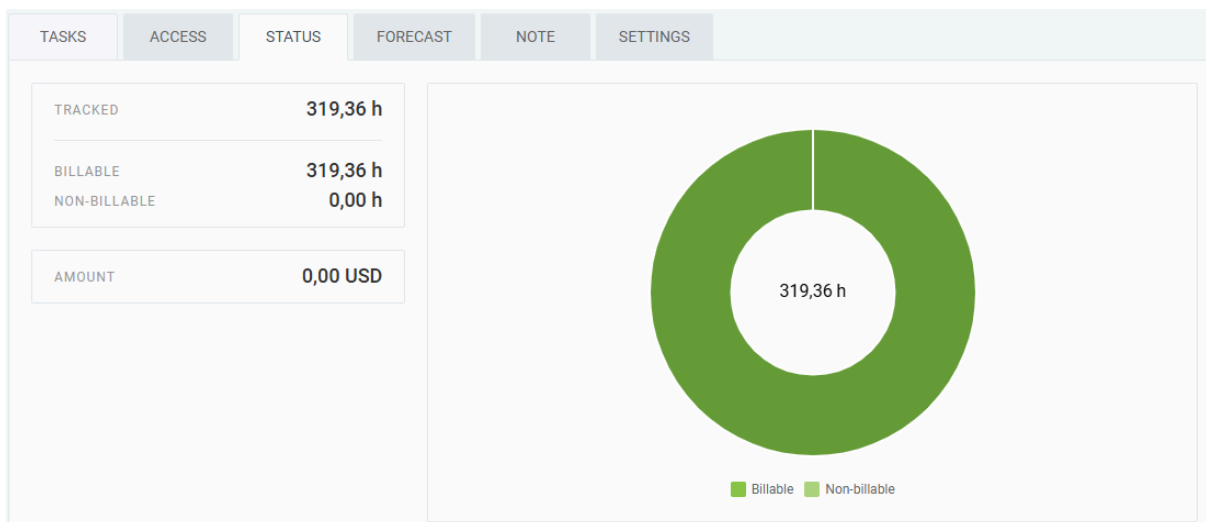 TASKS ACCESS STATUS FORECAST NOTE SETTINGS
TRACKED 319,36 h
BILLABLE 319,36 h
NON-BILLABLE 0,00 h
AMOUNT 0,00 USD
319,36 h
Billable Non-billable